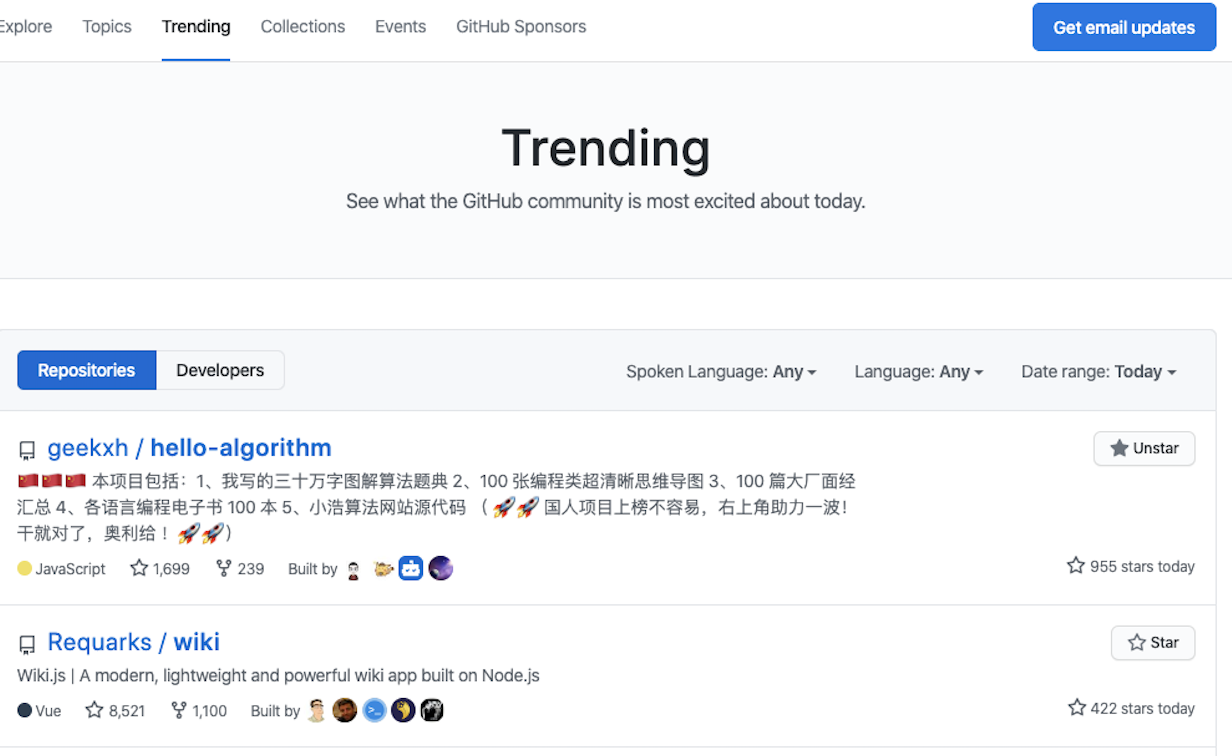 Explore Topics Trending Collections Events GitHub Sponsors Get email updates
Trending
See what the GitHub community is most excited about today.
Repositories Developers Spoken Language: Any Language: Any Date range: Today
geekxh / hello-algorithm Unstar
🇨🇳🇨🇳🇨🇳 本项目包括：1、我写的三十万字图解算法题典 2、100 张编程类超清晰思维导图 3、100 篇大厂面经
汇总 4、各语言编程电子书 100 本 5、小浩算法网站源代码 （ 🚀🚀 国人项目上榜不容易，右上角助力一波！
干就对了，奥利给 ！🚀🚀）
JavaScript 1,699 239 Built by 955 stars today
Requarks / wiki Star
Wiki.js | A modern, lightweight and powerful wiki app built on Node.js
Vue 8,521 1,100 Built by 422 stars today